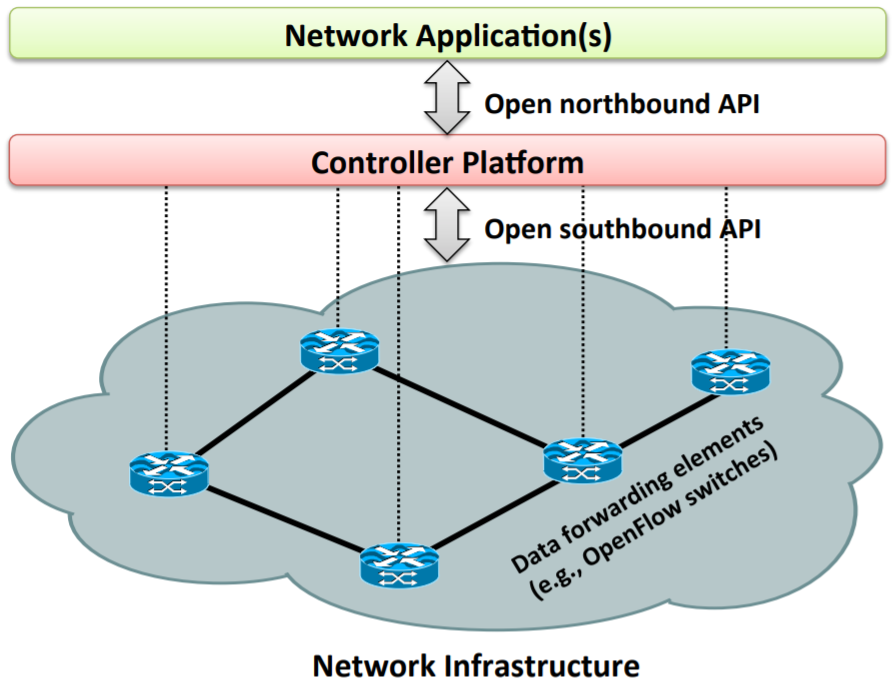 Network Application(s)
Open northbound API
Controller Platform
Open southbound API
Data forwarding elements
(e.g., OpenFlow switches)
Network Infrastructure